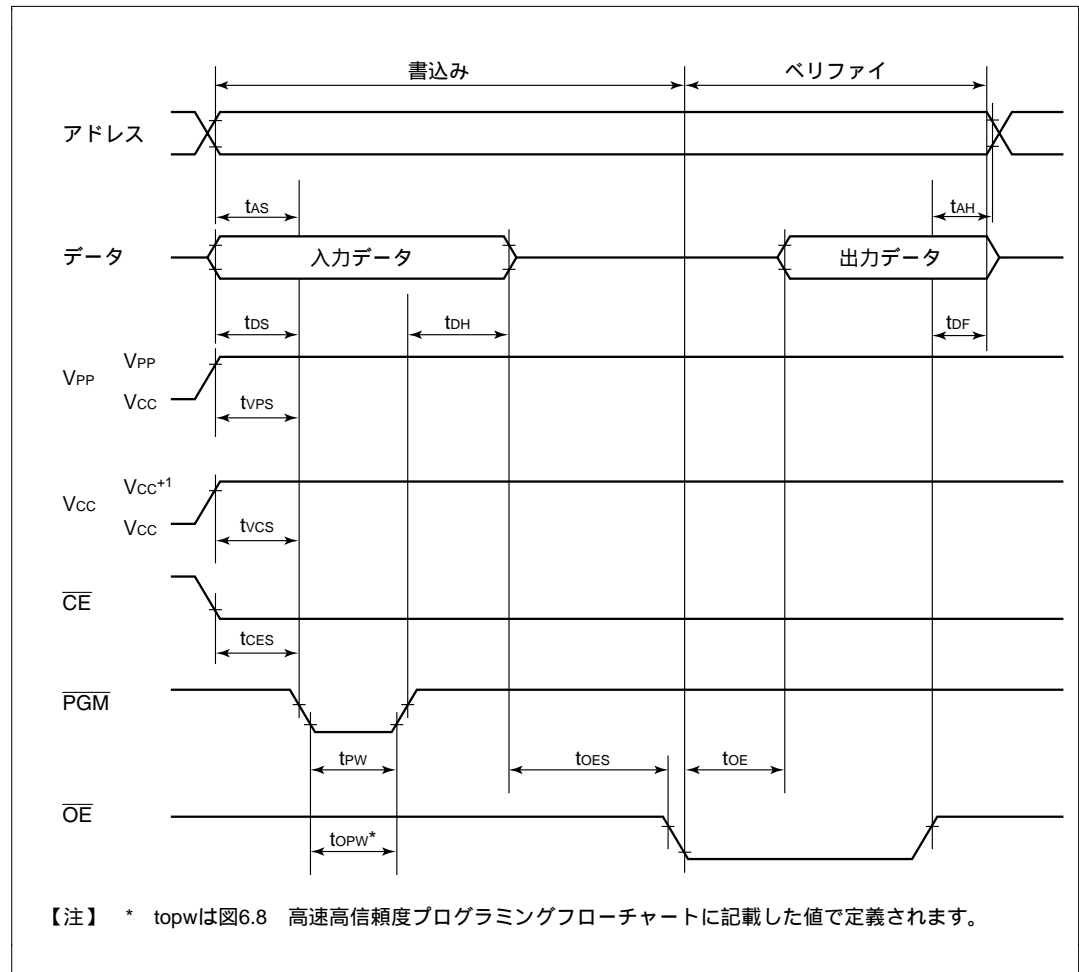 書込み ベリファイ
アドレス
tAS tAH
データ 入力データ 出力データ
tDS tDH tDF
VPP VPP
VCC
tVPS
VCC VCC+1
VCC
tVCS
CE
tCES
PGM
tPW tOES tOE
OE
tOPW*
【注】 * topwは図6.8 高速高信頼度プログラミングフローチャートに記載した値で定義されます。